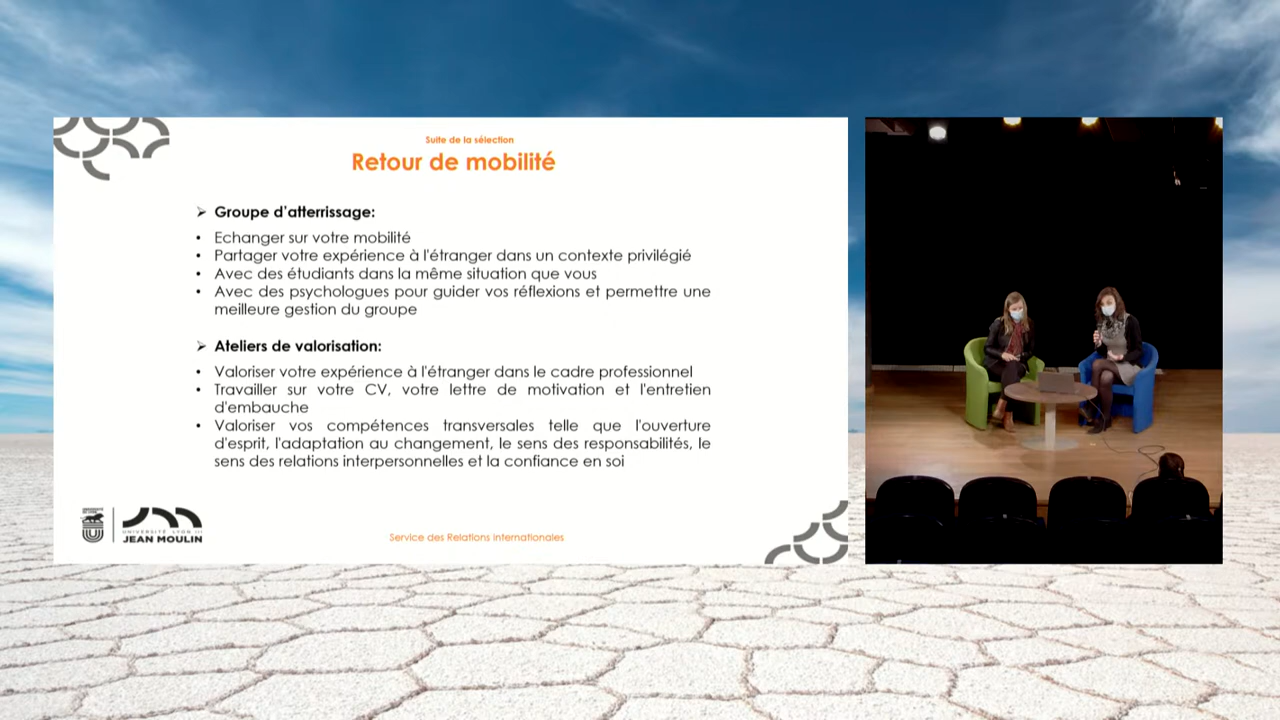 Suite de la sélection
Retour de mobilité
➢ Groupe d'atterrissage:
• Echanger sur votre mobilité
• Partager votre expérience à l'étranger dans un contexte privilégié
• Avec des étudiants dans la même situation que vous
• Avec des psychologues pour guider vos réflexions et permettre une
meilleure gestion du groupe
➢ Ateliers de valorisation:
• Valoriser votre expérience à l'étranger dans le cadre professionnel
• Travailler sur votre CV, votre lettre de motivation et l'entretien
d'embauche
• Valoriser vos compétences transversales telle que l'ouverture
d'esprit, l'adaptation au changement, le sens des responsabilités, le
sens des relations interpersonnelles et la confiance en soi
UNIVERSITÉ LYON III
JEAN MOULIN
Service des Relations Internationales